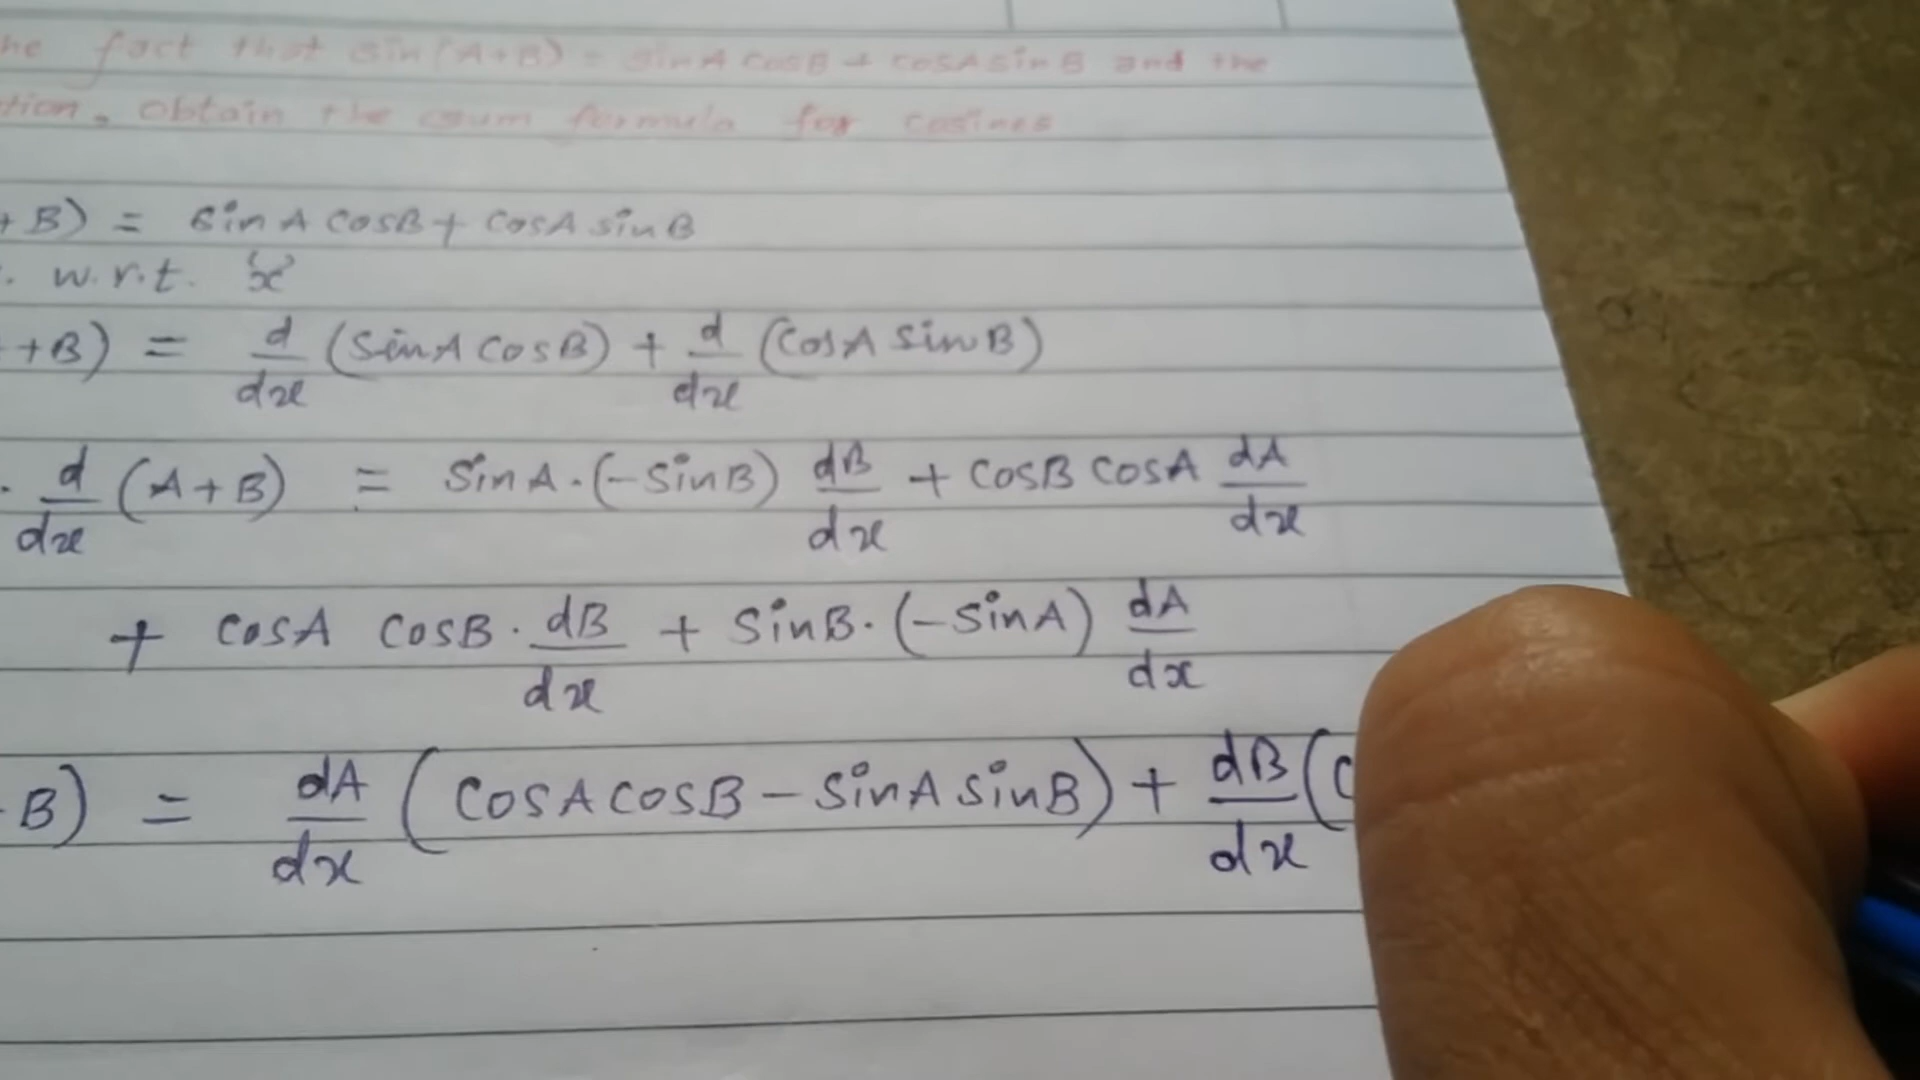 he fact that sin(A+B) = sinA cosB + cosA sinB and the
tion, obtain the sum formula for cosines
+ B) = sinA cosB + cosA sinB
. w.r.t. 'x'
+B) = d/dx (sinA cosB) + d/dx (cosA sinB)
. d/dx (A+B) = sinA.(-sinB) dB/dx + cosB cosA dA/dx
+ cosA cosB . dB/dx + sinB.(-sinA) dA/dx
B) = dA/dx (cosA cosB - sinA sinB) + dB/dx (c